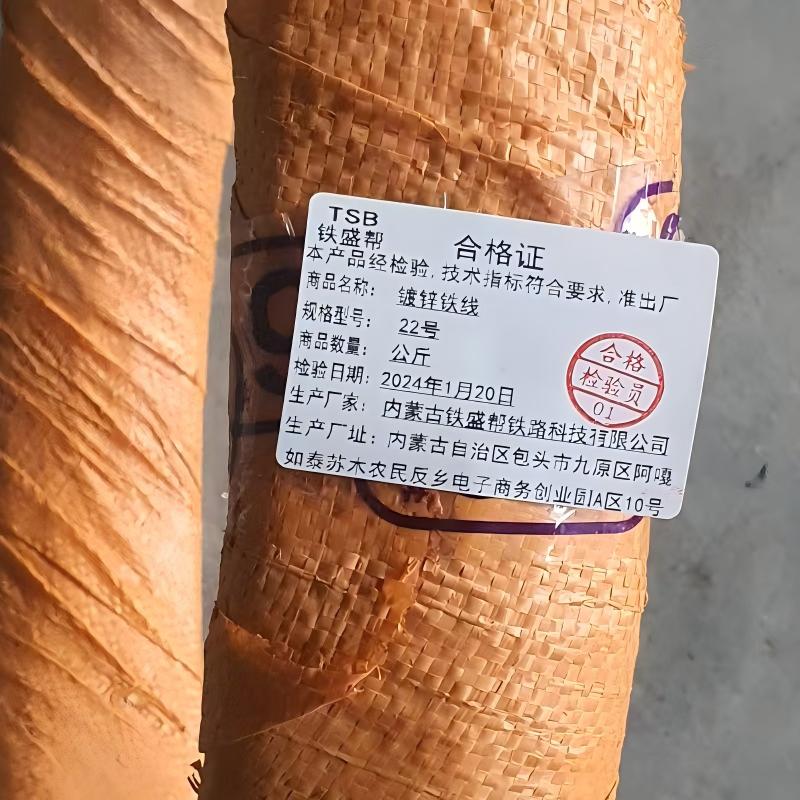 TSB
铁盛帮
合格证
本产品经检验,技术指标符合要求,准出厂
商品名称: 镀锌铁线
规格型号: 22号
商品数量: 公斤
检验日期: 2024年1月20日
生产厂家: 内蒙古铁盛帮铁路科技有限公司
生产厂址: 内蒙古自治区包头市九原区阿嘎
如泰苏木农民反乡电子商务创业园A区10号
合格
检验员
01